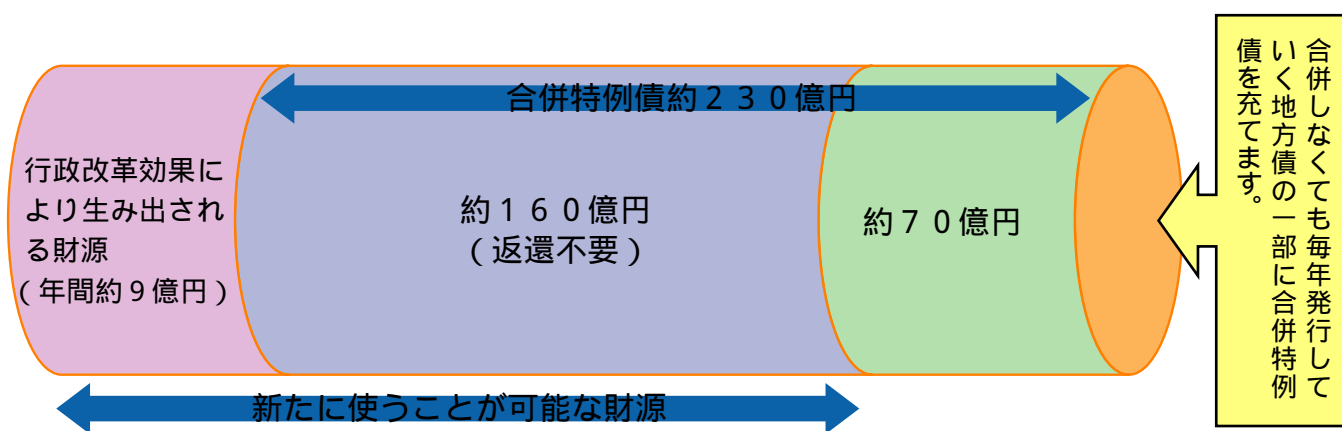 合併特例債約２３０億円
行政改革効果に
より生み出され
る財源
（年間約９億円）
約１６０億円
（返還不要）
約７０億円
新たに使うことが可能な財源
合併しなくても毎年発行して
いく地方債の一部に合併特例
債を充てます。